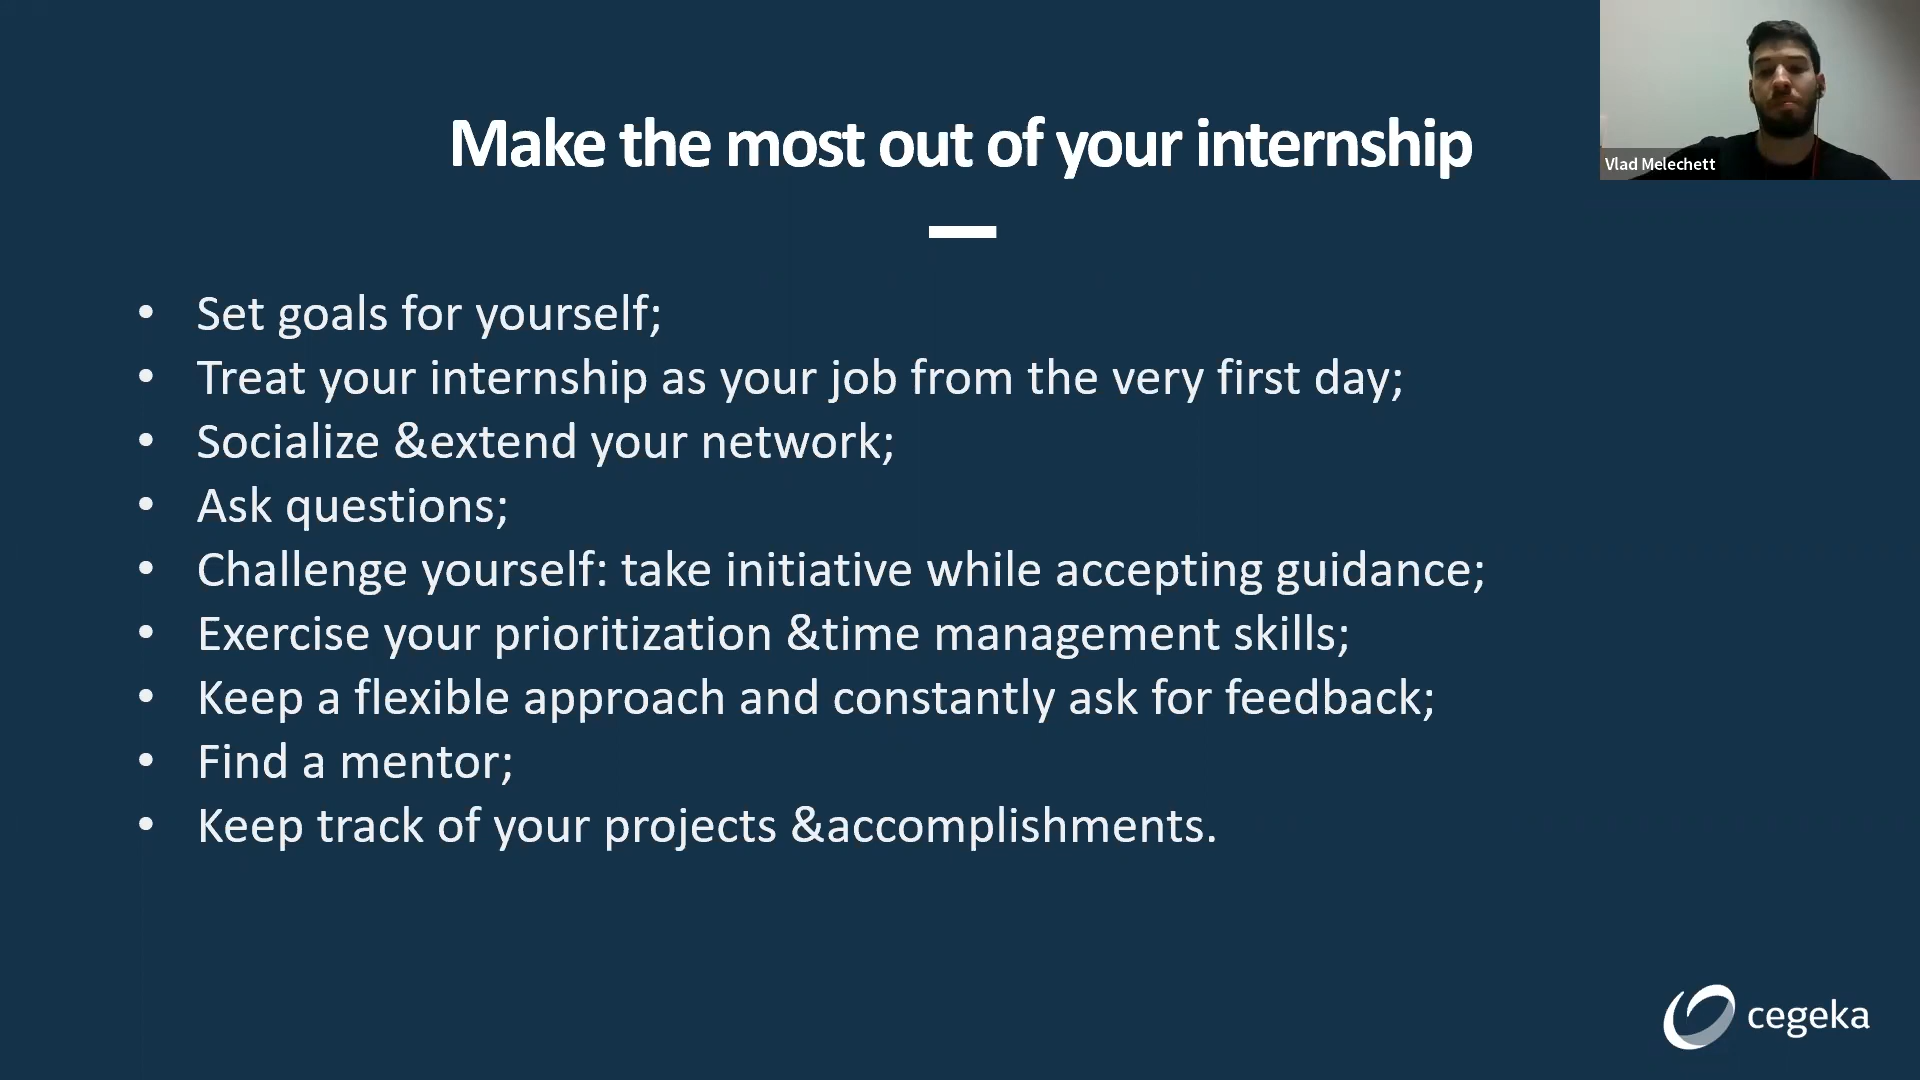 Make the most out of your internship
Vlad Melechett
• Set goals for yourself;
• Treat your internship as your job from the very first day;
• Socialize &extend your network;
• Ask questions;
• Challenge yourself: take initiative while accepting guidance;
• Exercise your prioritization &time management skills;
• Keep a flexible approach and constantly ask for feedback;
• Find a mentor;
• Keep track of your projects &accomplishments.
cegeka